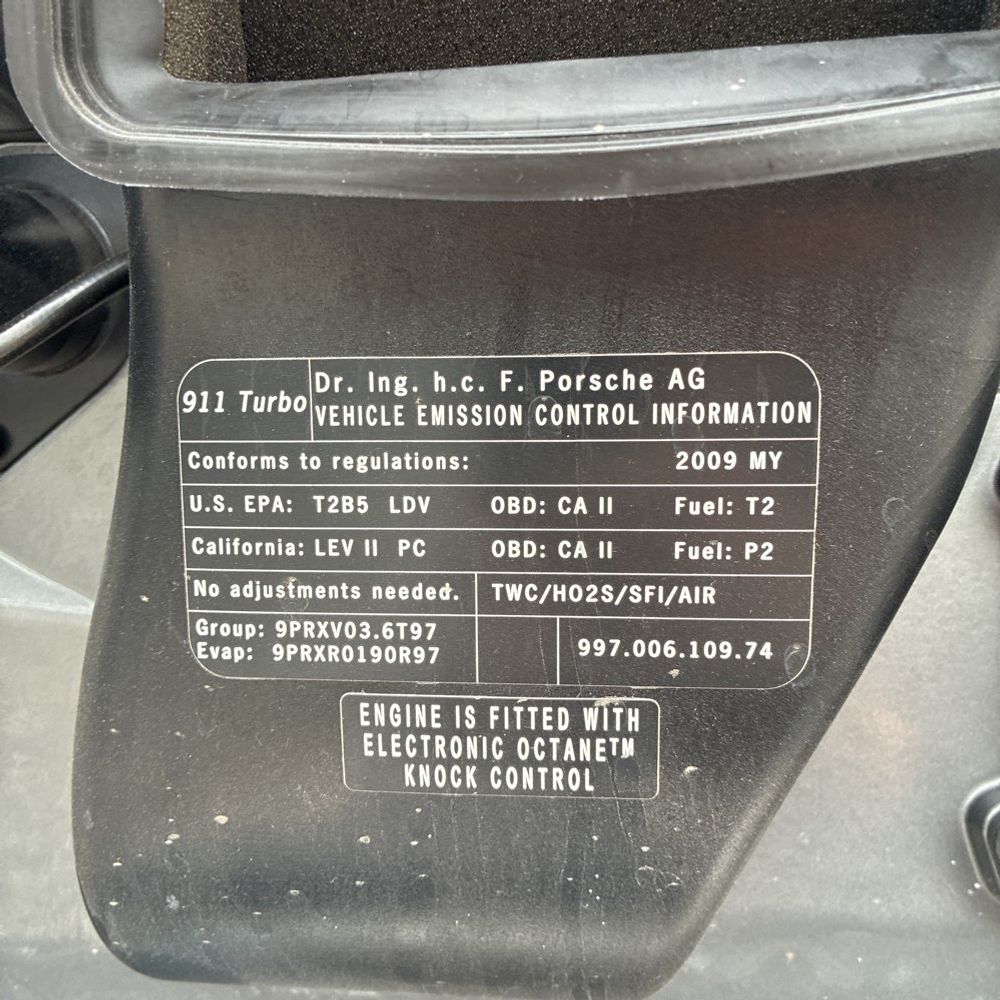 911 Turbo
Dr. Ing. h.c. F. Porsche AG
VEHICLE EMISSION CONTROL INFORMATION
Conforms to regulations: 2009 MY
U.S. EPA: T2B5 LDV OBD: CA II Fuel: T2
California: LEV II PC OBD: CA II Fuel: P2
No adjustments needed. TWC/HO2S/SFI/AIR
Group: 9PRXV03.6T97
Evap: 9PRXR0190R97
997.006.109.74
ENGINE IS FITTED WITH
ELECTRONIC OCTANE™
KNOCK CONTROL